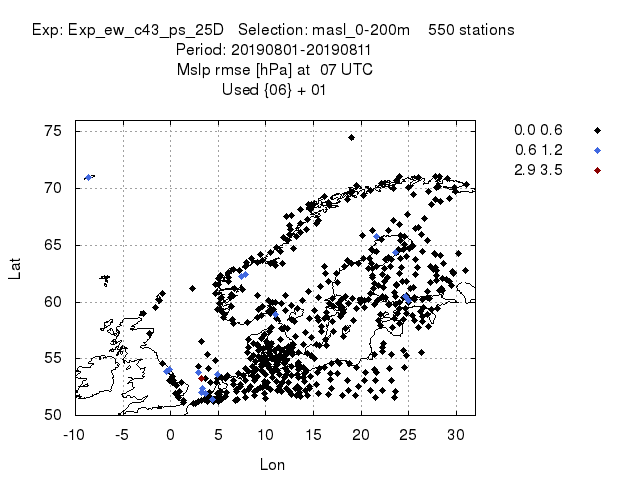 Exp: Exp_ew_c43_ps_25D Selection: masl_0-200m 550 stations
Period: 20190801-20190811
Mslp rmse [hPa] at 07 UTC
Used {06} + 01
0.0 0.6
0.6 1.2
2.9 3.5
75
70
65
60
55
50
Lat
-10 -5 0 5 10 15 20 25 30
Lon